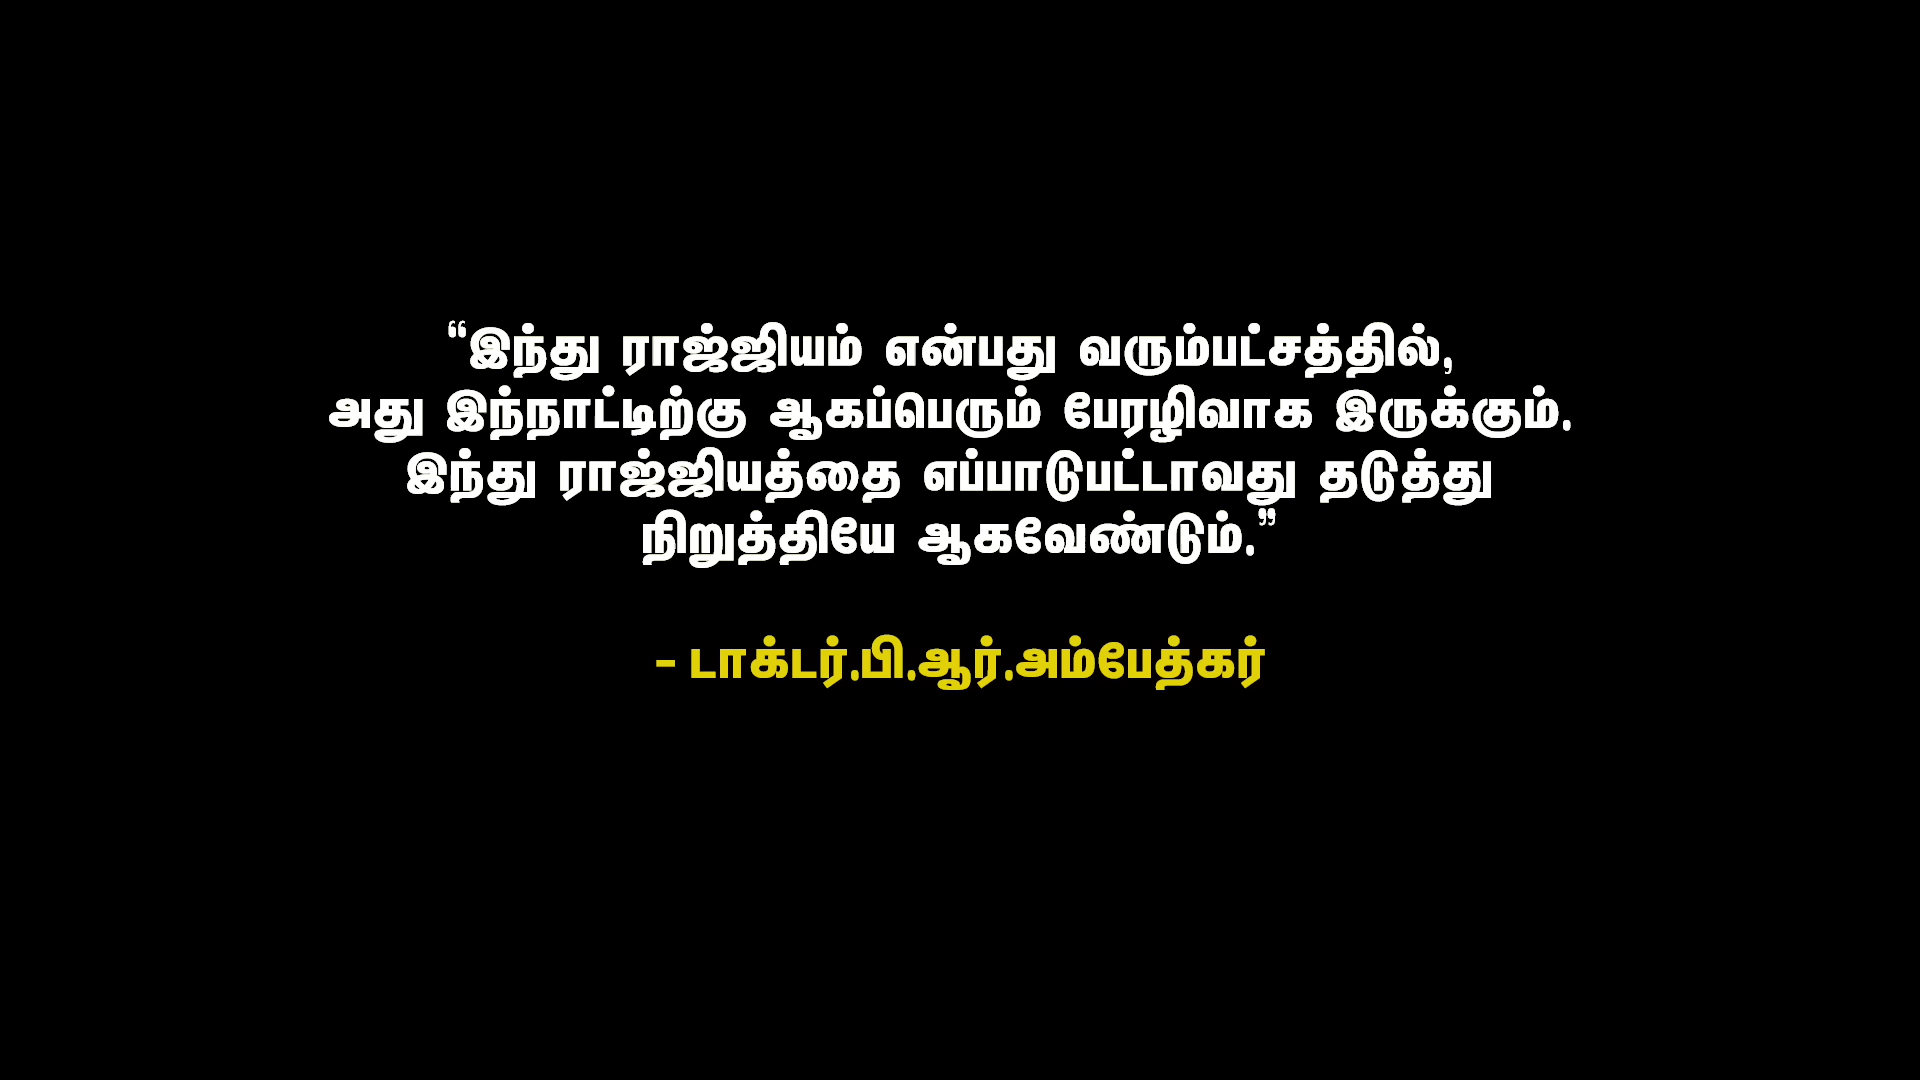 “இந்து ராஜ்ஜியம் என்பது வரும்பட்சத்தில்,
அது இந்நாட்டிற்கு ஆகப்பெரும் பேரழிவாக இருக்கும்.
இந்து ராஜ்ஜியத்தை எப்பாடுபட்டாவது தடுத்து
நிறுத்தியே ஆகவேண்டும்.”
- டாக்டர்.பி.ஆர்.அம்பேத்கர்